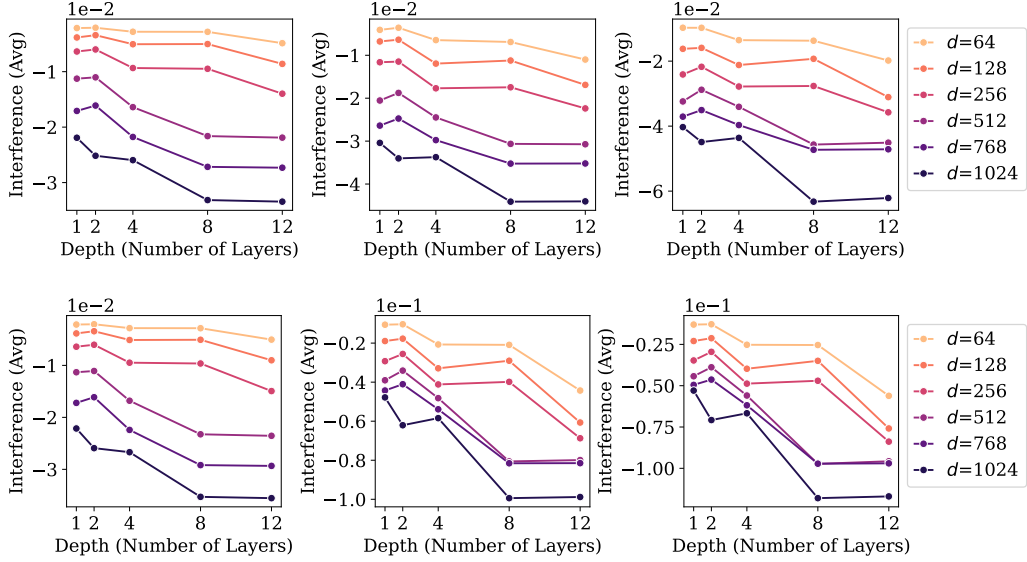 1e−2
Interference (Avg)
−1
−2
−3
1 2 4 8 12
Depth (Number of Layers)
1e−2
Interference (Avg)
−1
−2
−3
−4
1 2 4 8 12
Depth (Number of Layers)
1e−2
Interference (Avg)
−2
−4
−6
1 2 4 8 12
Depth (Number of Layers)
d=64
d=128
d=256
d=512
d=768
d=1024
1e−2
Interference (Avg)
−1
−2
−3
1 2 4 8 12
Depth (Number of Layers)
1e−1
Interference (Avg)
−0.2
−0.4
−0.6
−0.8
−1.0
1 2 4 8 12
Depth (Number of Layers)
1e−1
Interference (Avg)
−0.25
−0.50
−0.75
−1.00
1 2 4 8 12
Depth (Number of Layers)
d=64
d=128
d=256
d=512
d=768
d=1024